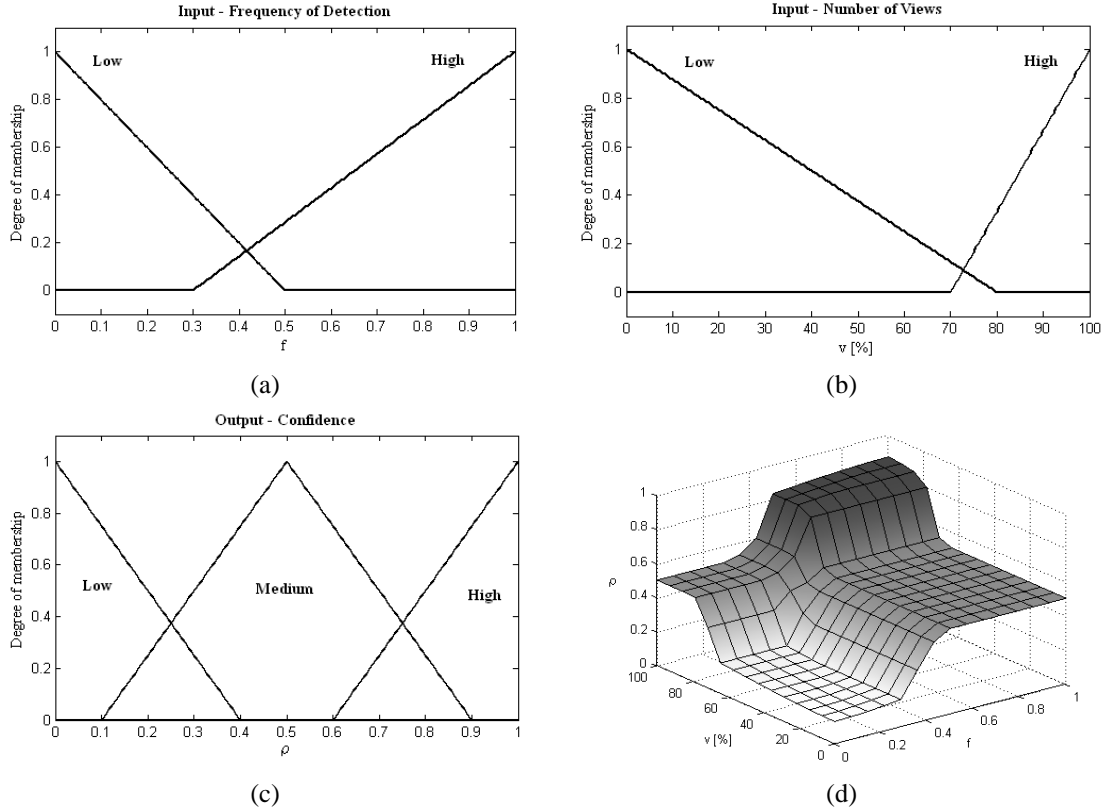 Input - Frequency of Detection
Degree of membership
1
0.8
0.6
0.4
0.2
0
Low
High
0 0.1 0.2 0.3 0.4 0.5 0.6 0.7 0.8 0.9 1
f
(a)
Input - Number of Views
Degree of membership
1
0.8
0.6
0.4
0.2
0
Low
High
0 10 20 30 40 50 60 70 80 90 100
v [%]
(b)
Output - Confidence
Degree of membership
1
0.8
0.6
0.4
0.2
0
Low
Medium
High
0 0.1 0.2 0.3 0.4 0.5 0.6 0.7 0.8 0.9 1
ρ
(c)
1
0.8
0.6
0.4
0.2
0
ρ
100
80
60
40
20
0
v [%]
0
0.2
0.4
0.6
0.8
1
f
(d)